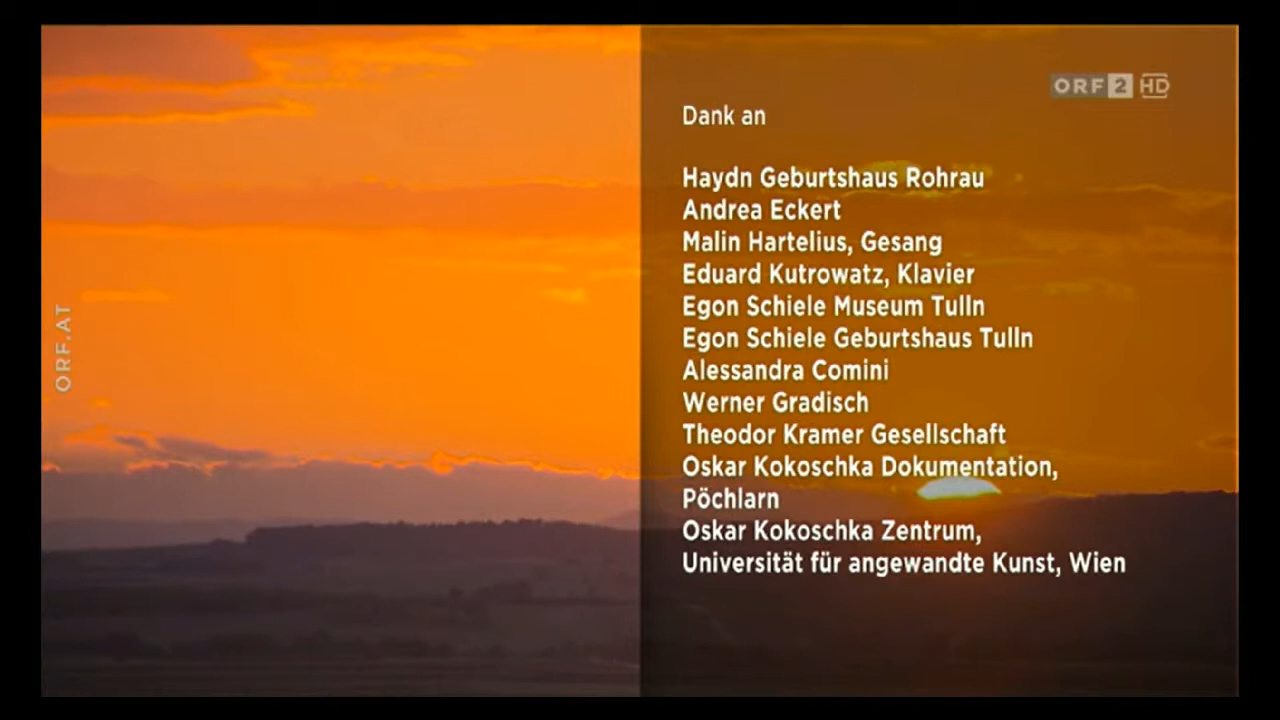 ORF 2 HD
Dank an
Haydn Geburtshaus Rohrau
Andrea Eckert
Malin Hartelius, Gesang
Eduard Kutrowatz, Klavier
Egon Schiele Museum Tulln
Egon Schiele Geburtshaus Tulln
Alessandra Comini
Werner Gradisch
Theodor Kramer Gesellschaft
Oskar Kokoschka Dokumentation,
Pöchlarn
Oskar Kokoschka Zentrum,
Universität für angewandte Kunst, Wien
ORF.AT